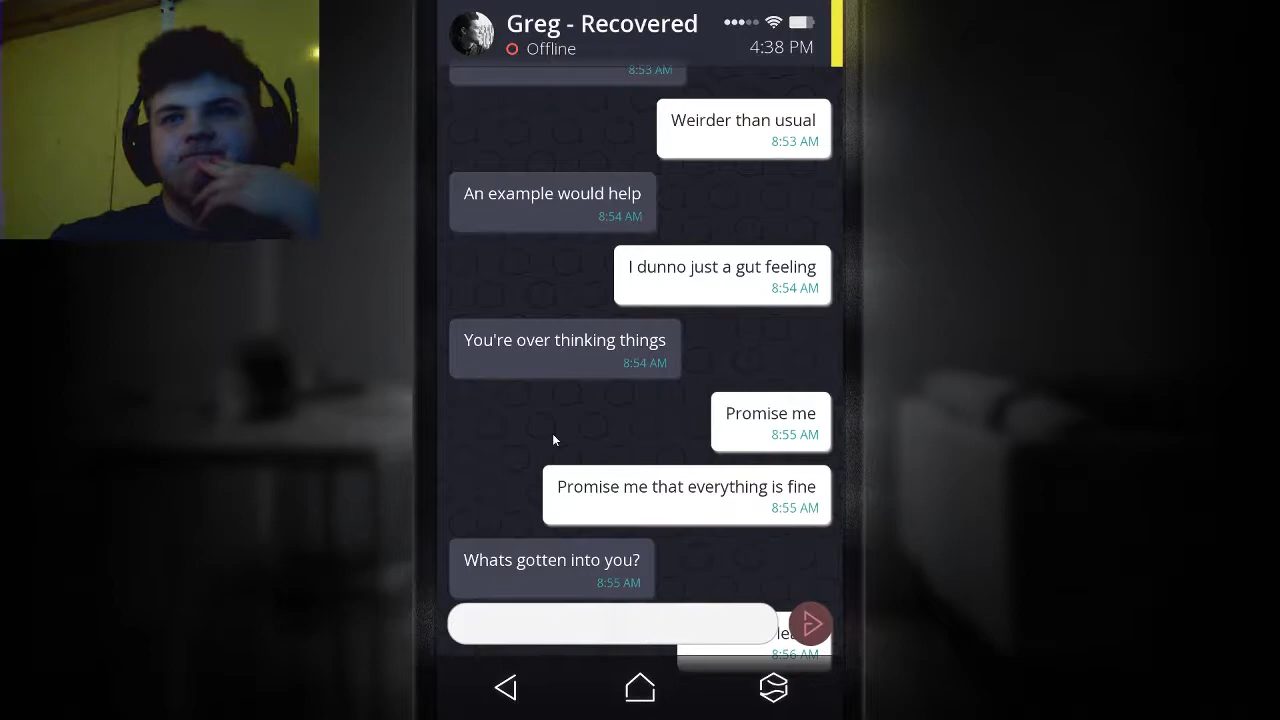 Greg - Recovered
Offline
4:38 PM
8:53 AM
Weirder than usual
8:53 AM
An example would help
8:54 AM
I dunno just a gut feeling
8:54 AM
You're over thinking things
8:54 AM
Promise me
8:55 AM
Promise me that everything is fine
8:55 AM
Whats gotten into you?
8:55 AM
8:56 AM